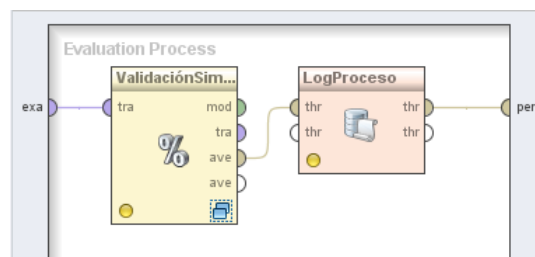 Evaluation Process
ValidaciónSim...
LogProceso
exa
tra
mod
thr
thr
per
tra
thr
thr
%
ave
ave